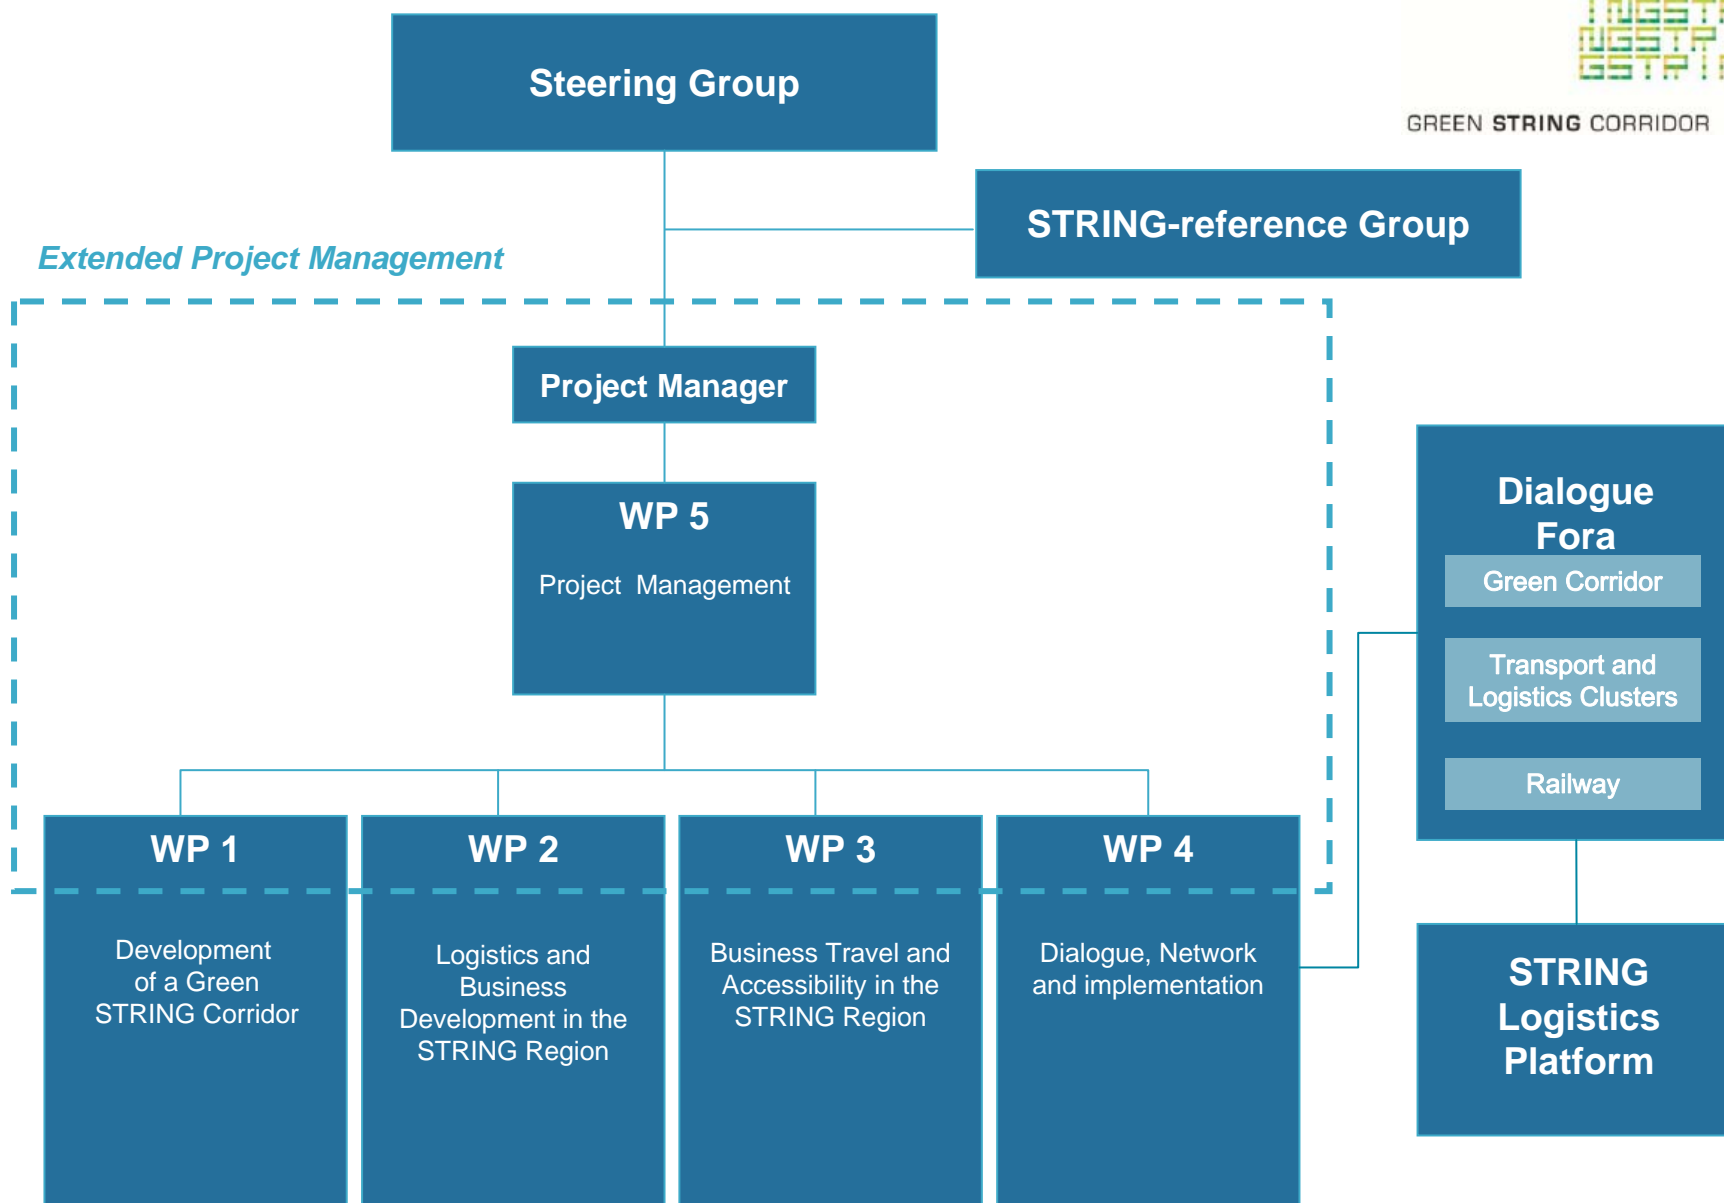 Steering Group
GREEN STRING CORRIDOR
STRING-reference Group
Extended Project Management
Project Manager
WP 5
Project Management
Dialogue
Fora
Green Corridor
Transport and
Logistics Clusters
Railway
WP 1
Development
of a Green
STRING Corridor
WP 2
Logistics and
Business
Development in the
STRING Region
WP 3
Business Travel and
Accessibility in the
STRING Region
WP 4
Dialogue, Network
and implementation
STRING
Logistics
Platform